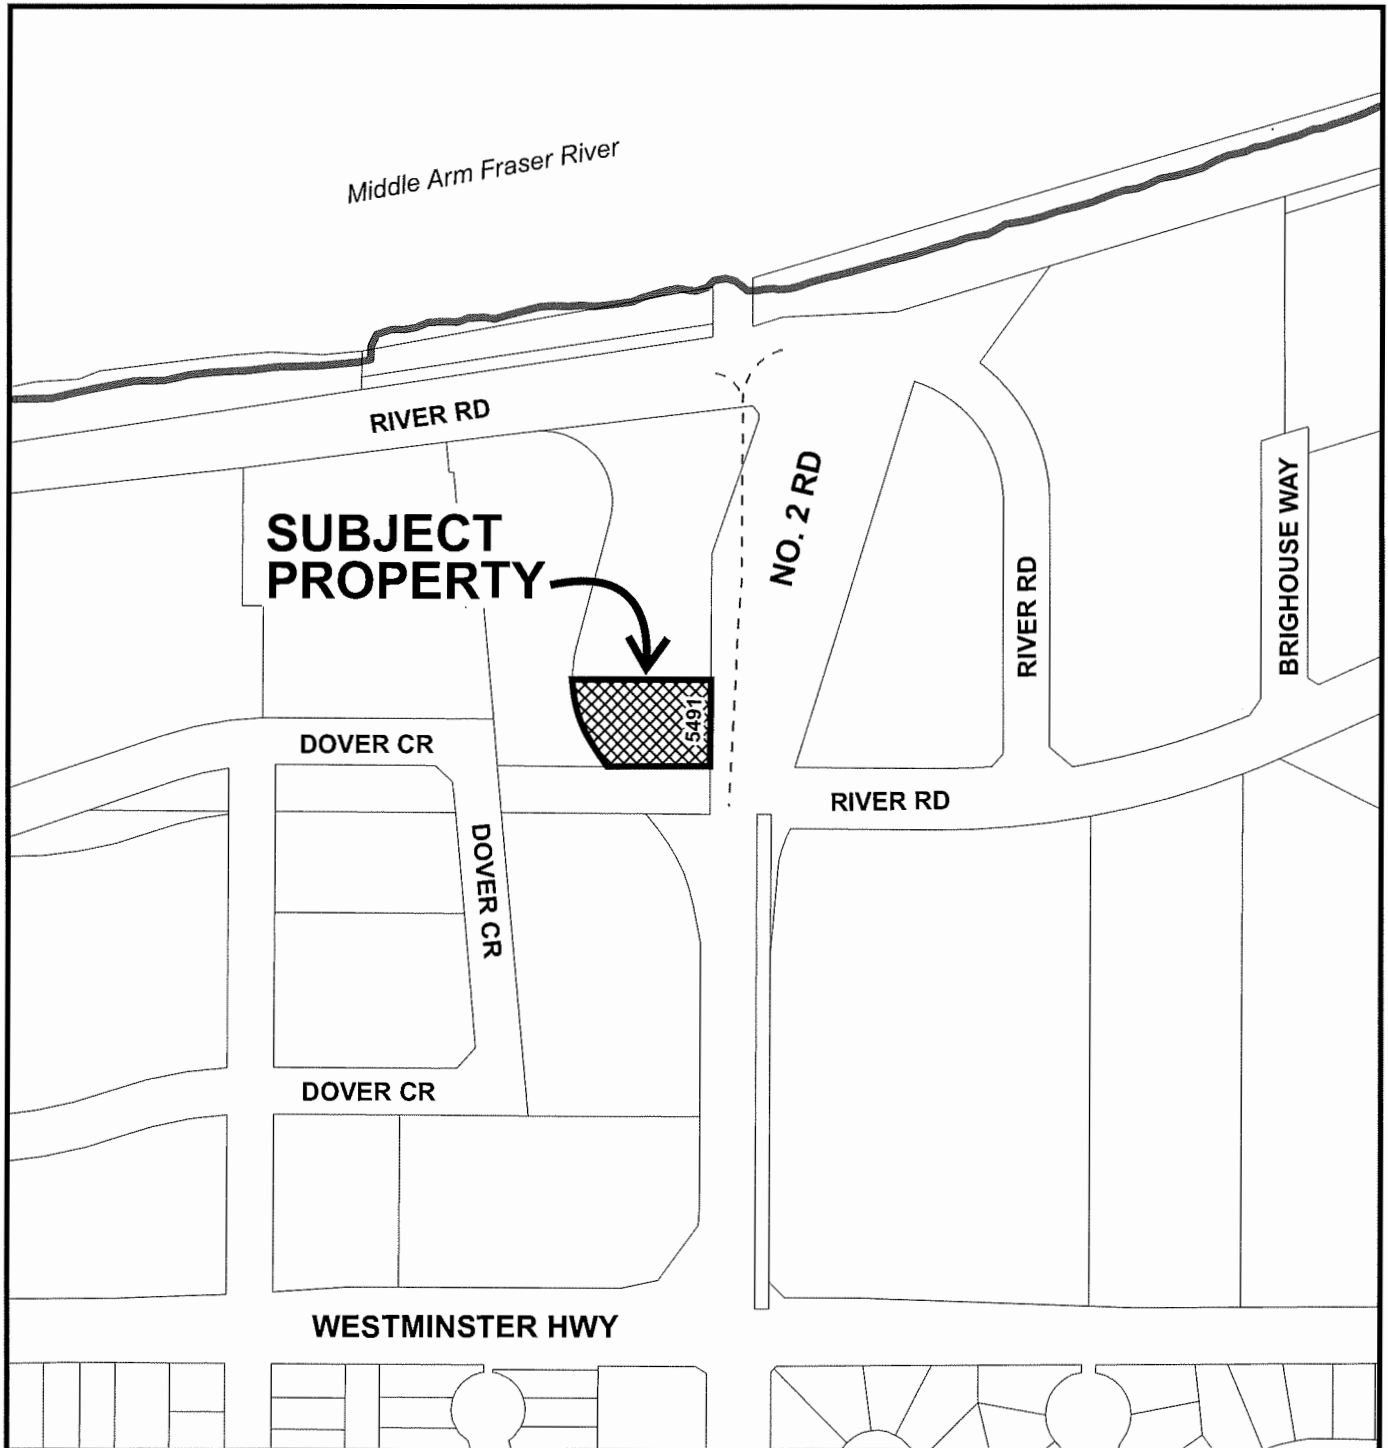 Middle Arm Fraser River
RIVER RD
NO. 2 RD
SUBJECT
PROPERTY
BRIGHOUSE WAY
RIVER RD
5491
DOVER CR
RIVER RD
DOVER CR
DOVER CR
WESTMINSTER HWY